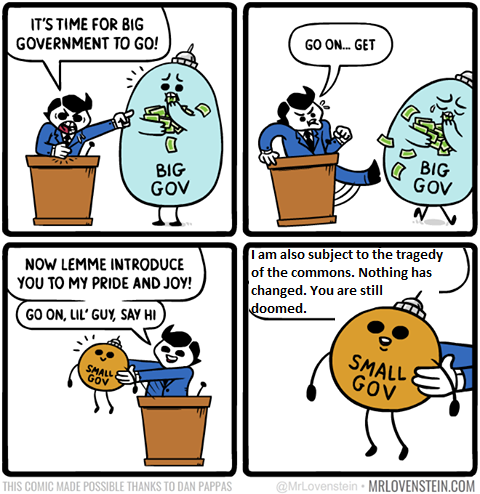 IT'S TIME FOR BIG
GOVERNMENT TO GO!
BIG
GOV
GO ON... GET
BIG
GOV
NOW LEMME INTRODUCE
YOU TO MY PRIDE AND JOY!
GO ON, LIL' GUY, SAY HI
SMALL
GOV
I am also subject to the tragedy
of the commons. Nothing has
changed. You are still
doomed.
SMALL
GOV
THIS COMIC MADE POSSIBLE THANKS TO DAN PAPPAS
@MrLovenstein • MRLOVENSTEIN.COM